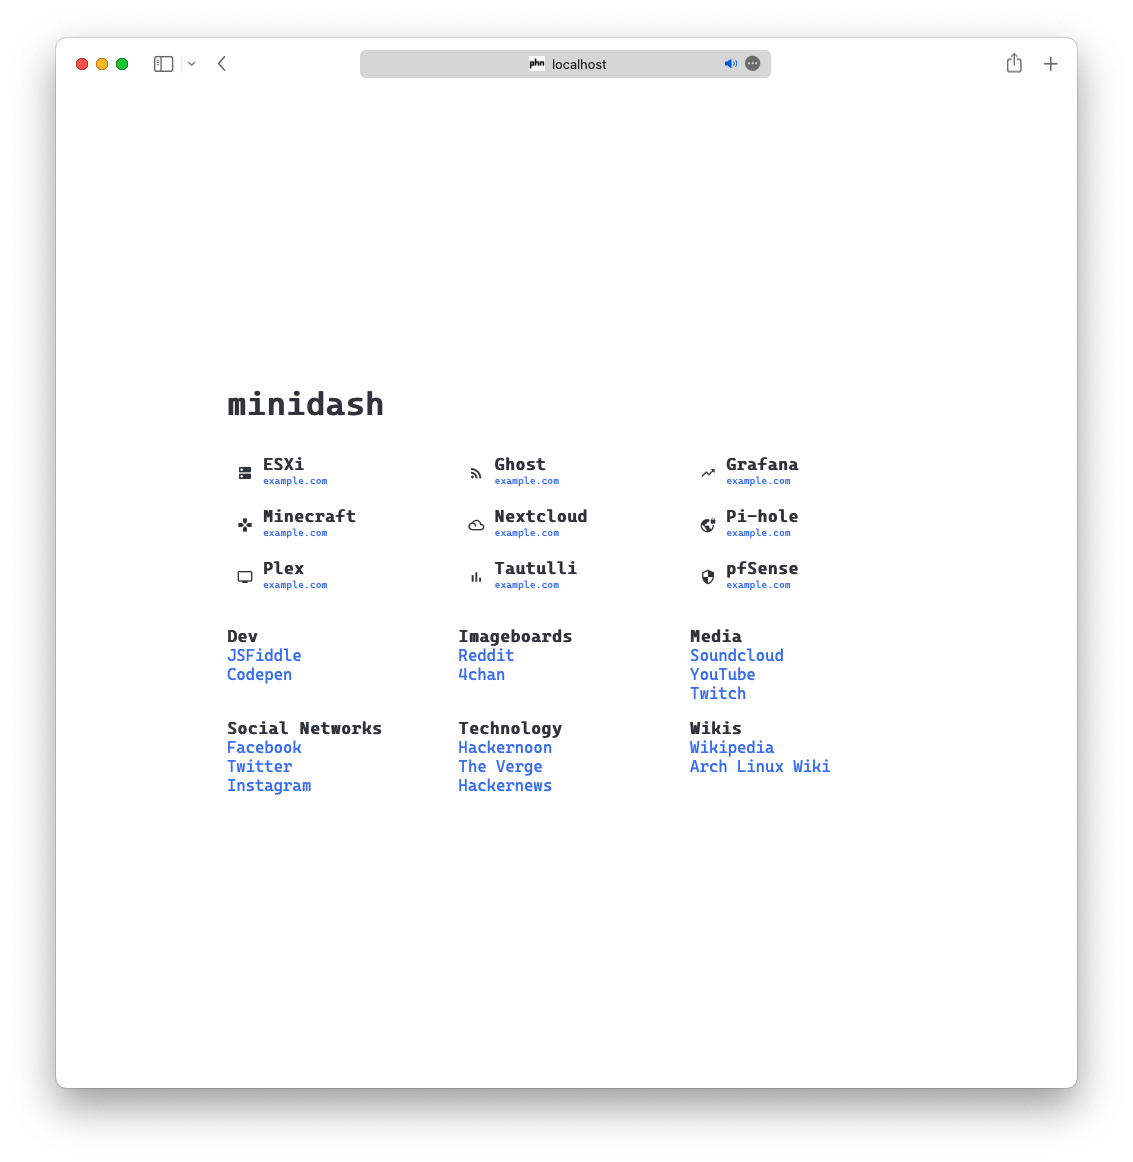 phn localhost
minidash
ESXi
example.com
Ghost
example.com
Grafana
example.com
Minecraft
example.com
Nextcloud
example.com
Pi-hole
example.com
Plex
example.com
Tautulli
example.com
pfSense
example.com
Dev
JSFiddle
Codepen
Imageboards
Reddit
4chan
Media
Soundcloud
YouTube
Twitch
Social Networks
Facebook
Twitter
Instagram
Technology
Hackernoon
The Verge
Hackernews
Wikis
Wikipedia
Arch Linux Wiki